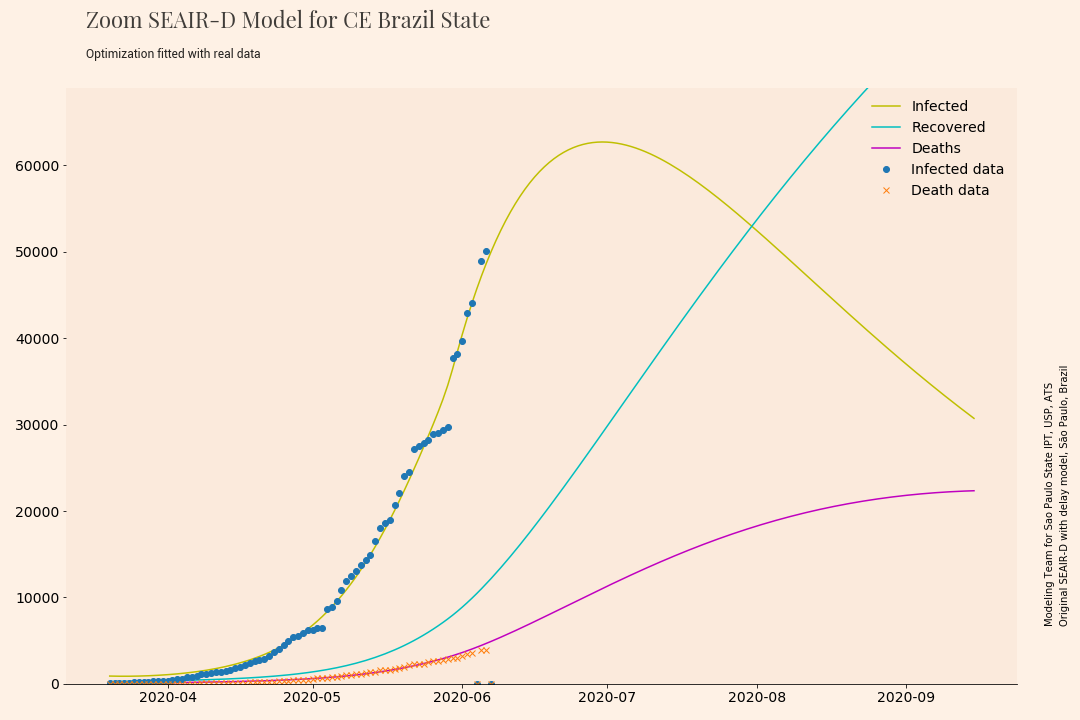 Zoom SEAIR-D Model for CE Brazil State
Optimization fitted with real data
Infected
Recovered
Deaths
Infected data
Death data
60000
50000
40000
30000
20000
10000
0
2020-04
2020-05
2020-06
2020-07
2020-08
2020-09
Modeling Team for Sao Paulo State IPT, USP, ATS
Original SEAIR-D with delay model, São Paulo, Brazil